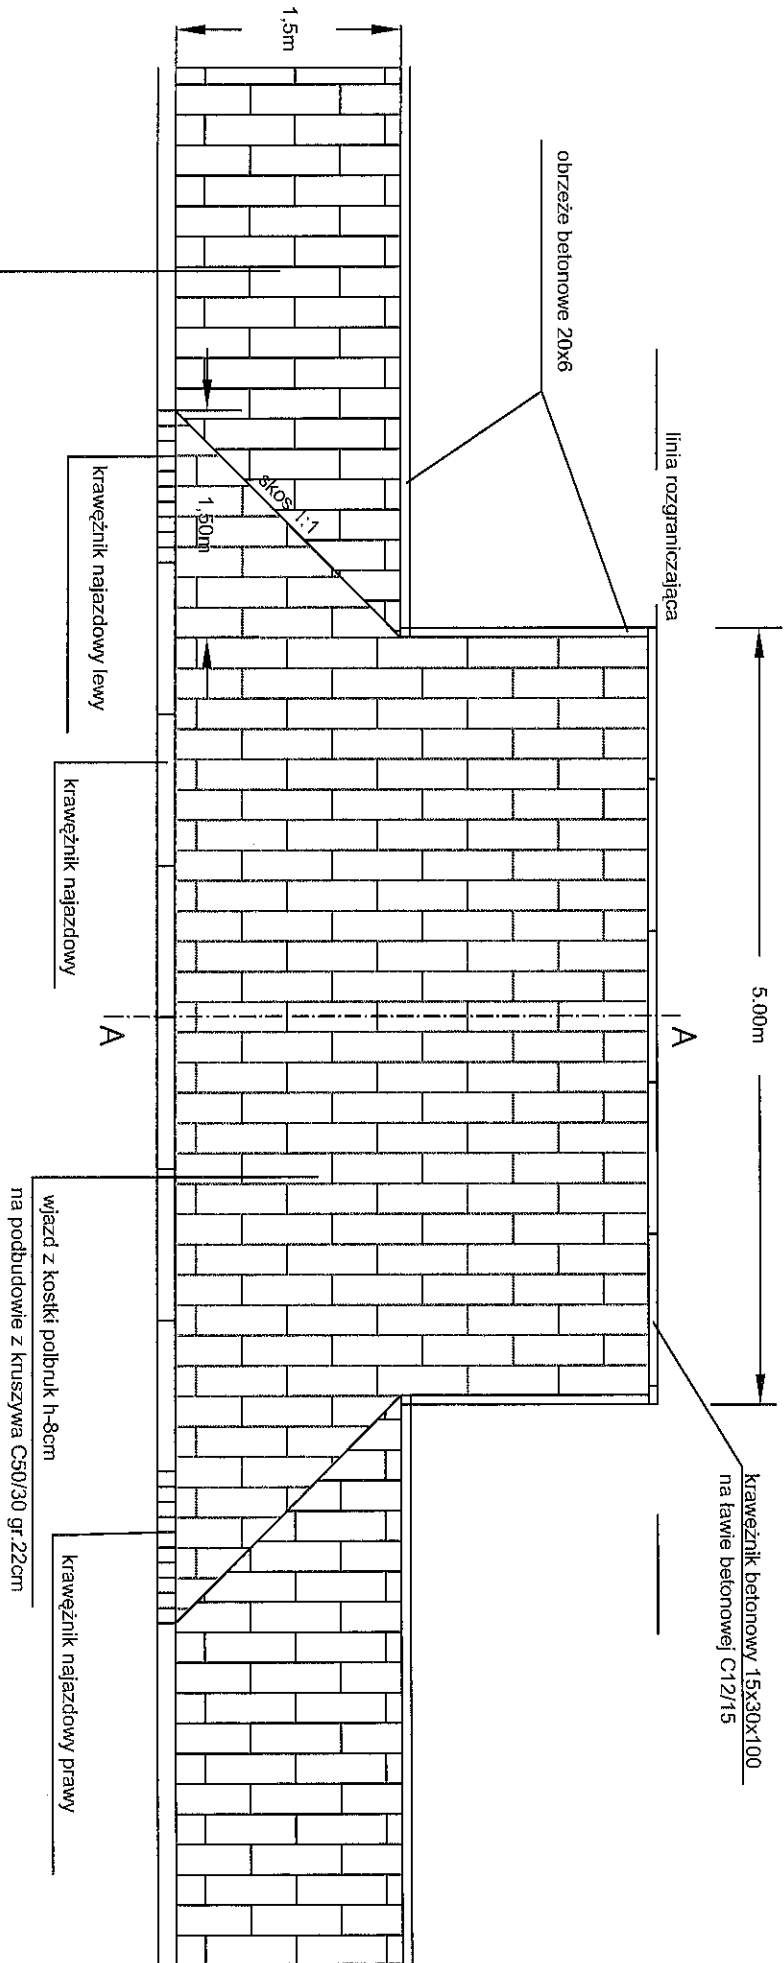 5.00m
krawężnik betonowy 15x30x100
na ławie betonowej C12/15
linia rozgraniczająca
A
obrzeże betonowe 20x6
1,5m
skos 1:1
1,50m
A
krawężnik najazdowy lewy
krawężnik najazdowy
wjazd z kostki polbruk h-8cm
na podbudowie z kruszywa C50/30 gr.22cm
krawężnik najazdowy prawy